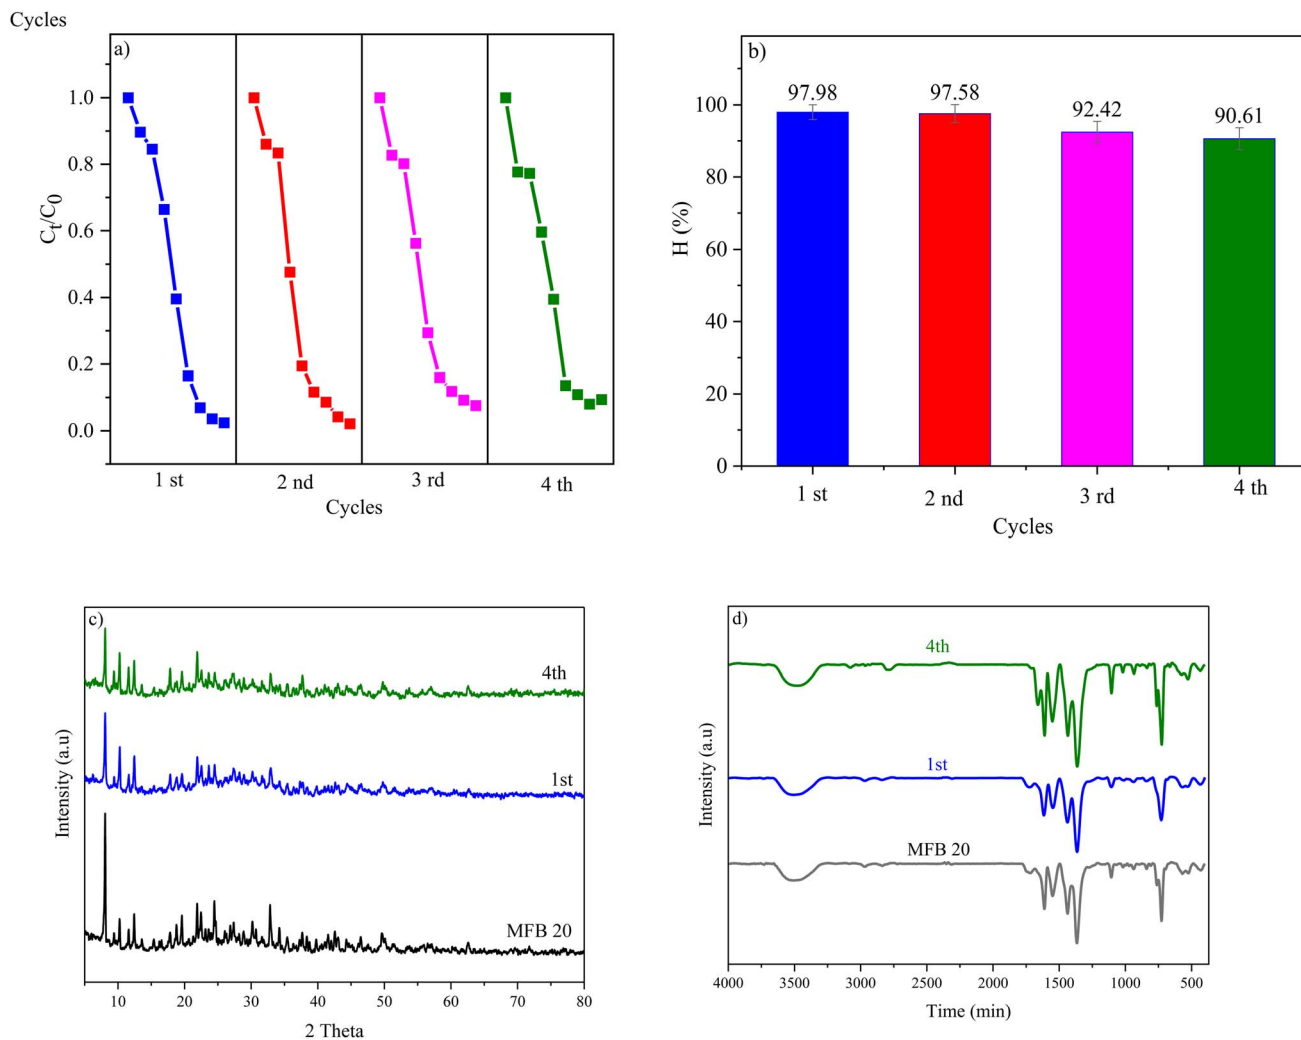 Cycles
a)
1.0
0.8
0.6
0.4
0.2
0.0
Ct/C0
1 st
2 nd
3 rd
4 th
Cycles
b)
97.98
97.58
92.42
90.61
100
80
60
40
20
0
H (%)
1 st
2 nd
3 rd
4 th
Cycles
c)
4th
1st
MFB 20
Intensity (a.u)
10
20
30
40
50
60
70
80
2 Theta
d)
4th
1st
MFB 20
Intensity (a.u)
4000
3500
3000
2500
2000
1500
1000
500
Time (min)